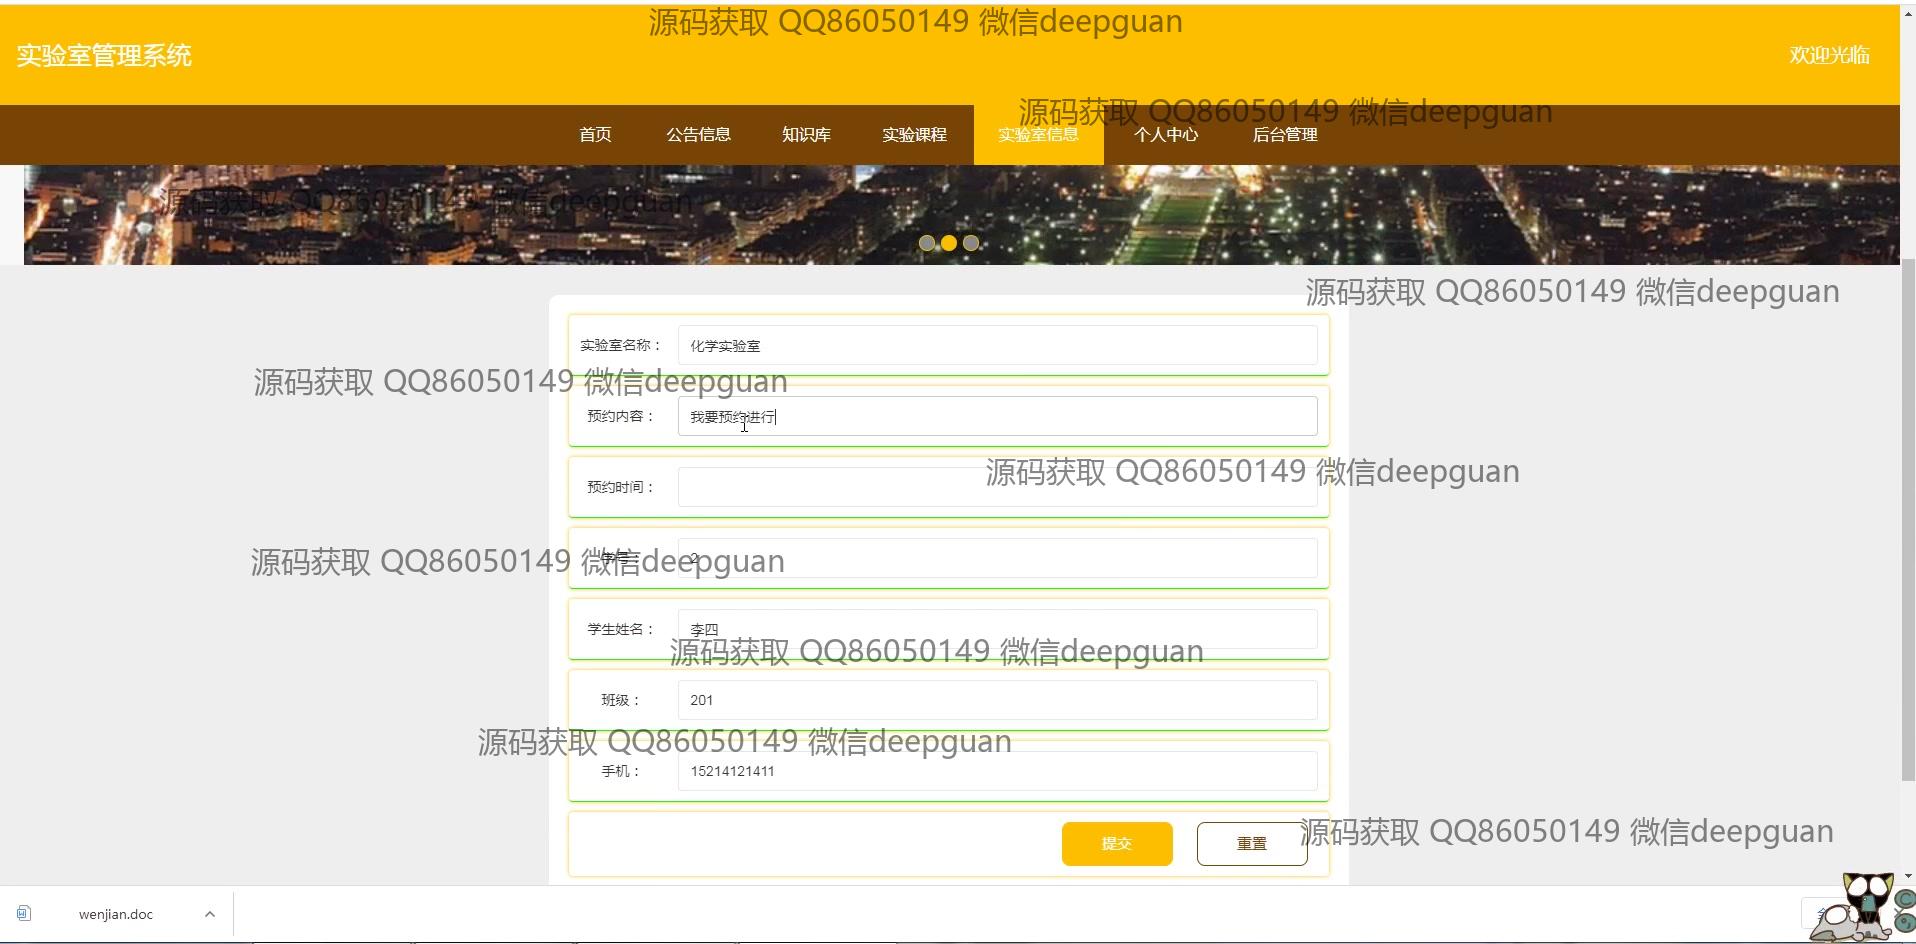 源码获取 QQ86050149 微信deepguan
实验室管理系统
欢迎光临
源码获取 QQ86050149 微信deepguan
首页 公告信息 知识库 实验课程 实验室信息 个人中心 后台管理
源码获取 QQ86050149 微信deepguan
源码获取 QQ86050149 微信deepguan
实验室名称： 化学实验室
源码获取 QQ86050149 微信deepguan
预约内容： 我要预约进行
源码获取 QQ86050149 微信deepguan
预约时间：
源码获取 QQ86050149 微信deepguan
学号： 2
学生姓名： 李四
源码获取 QQ86050149 微信deepguan
班级： 201
源码获取 QQ86050149 微信deepguan
手机： 15214121411
源码获取 QQ86050149 微信deepguan
提交 重置
wenjian.doc